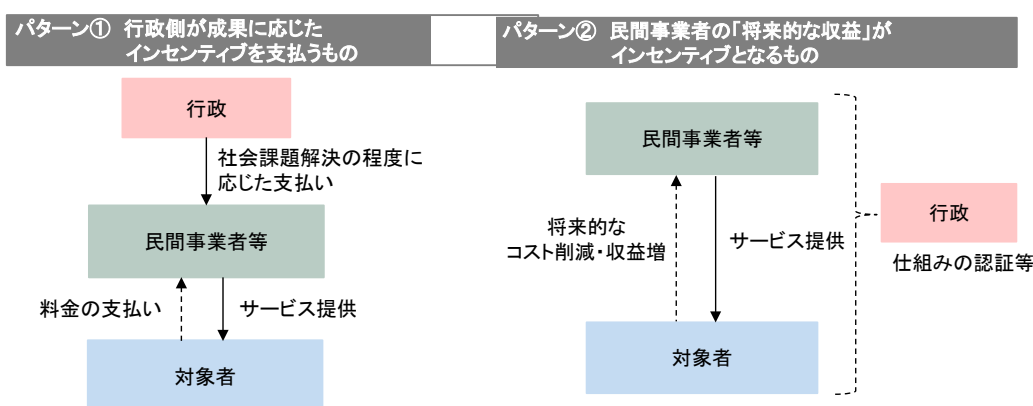 パターン① 行政側が成果に応じた
インセンティブを支払うもの
行政
社会課題解決の程度に
応じた支払い
民間事業者等
料金の支払い
サービス提供
対象者
パターン② 民間事業者の「将来的な収益」が
インセンティブとなるもの
民間事業者等
将来的な
コスト削減・収益増
サービス提供
対象者
行政
仕組みの認証等